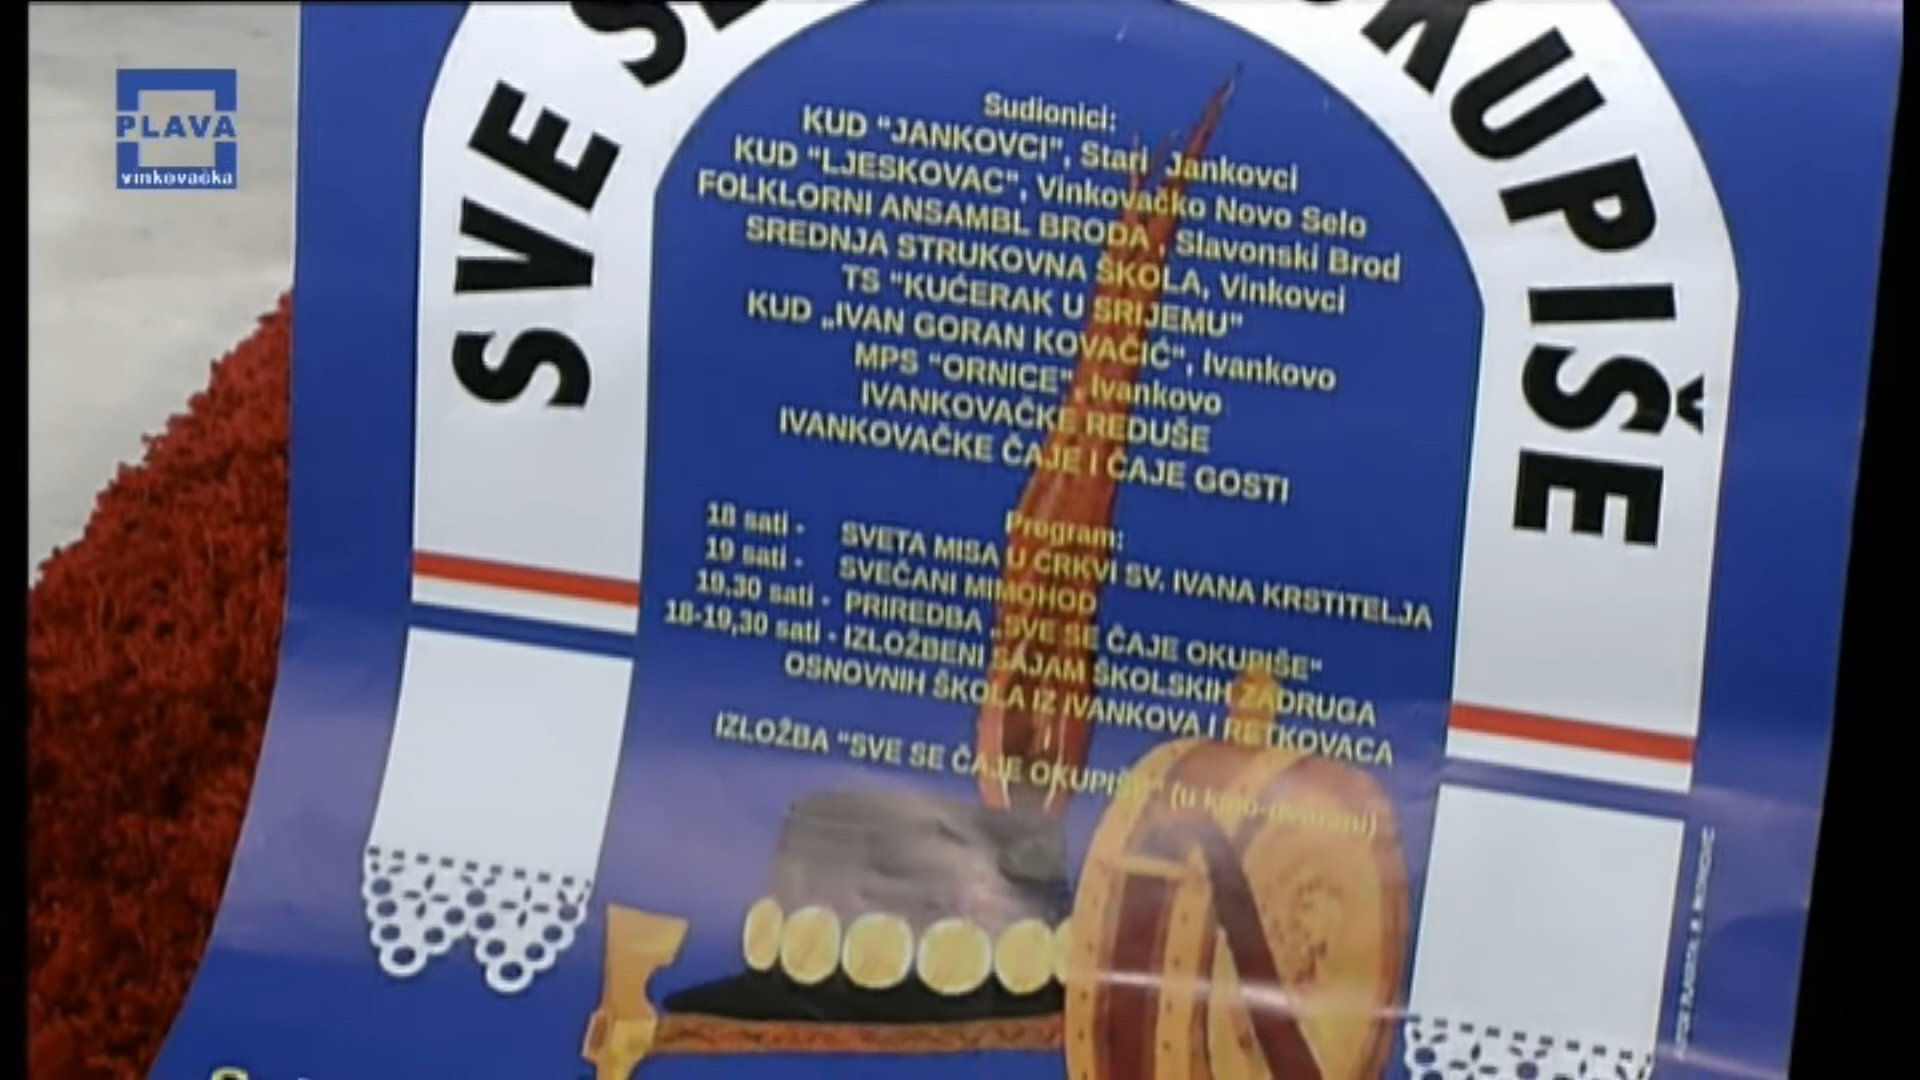 PLAVA
vinkovačka
SVE
OKUPIŠE
Sudionici:
KUD "JANKOVCI", Stari Jankovci
KUD "LJESKOVAC", Vinkovačko Novo Selo
FOLKLORNI ANSAMBL BRODA , Slavonski Brod
SREDNJA STRUKOVNA ŠKOLA, Vinkovci
TS "KUĆERAK U SRIJEMU"
KUD „IVAN GORAN KOVAČIĆ", Ivankovo
MPS "ORNICE", Ivankovo
IVANKOVAČKE REDUŠE
IVANKOVAČKE ČAJE I ČAJE GOSTI
Program:
18 sati - SVETA MISA U CRKVI SV. IVANA KRSTITELJA
19 sati - SVEČANI MIMOHOD
19.30 sati - PRIREDBA „SVE SE ČAJE OKUPIŠE"
18-19,30 sati - IZLOŽBENI SAJAM ŠKOLSKIH ZADRUGA
OSNOVNIH ŠKOLA IZ IVANKOVA I RETKOVACA
I
IZLOŽBA "SVE SE ČAJE OKUPIŠE" (u kino-dvorani)